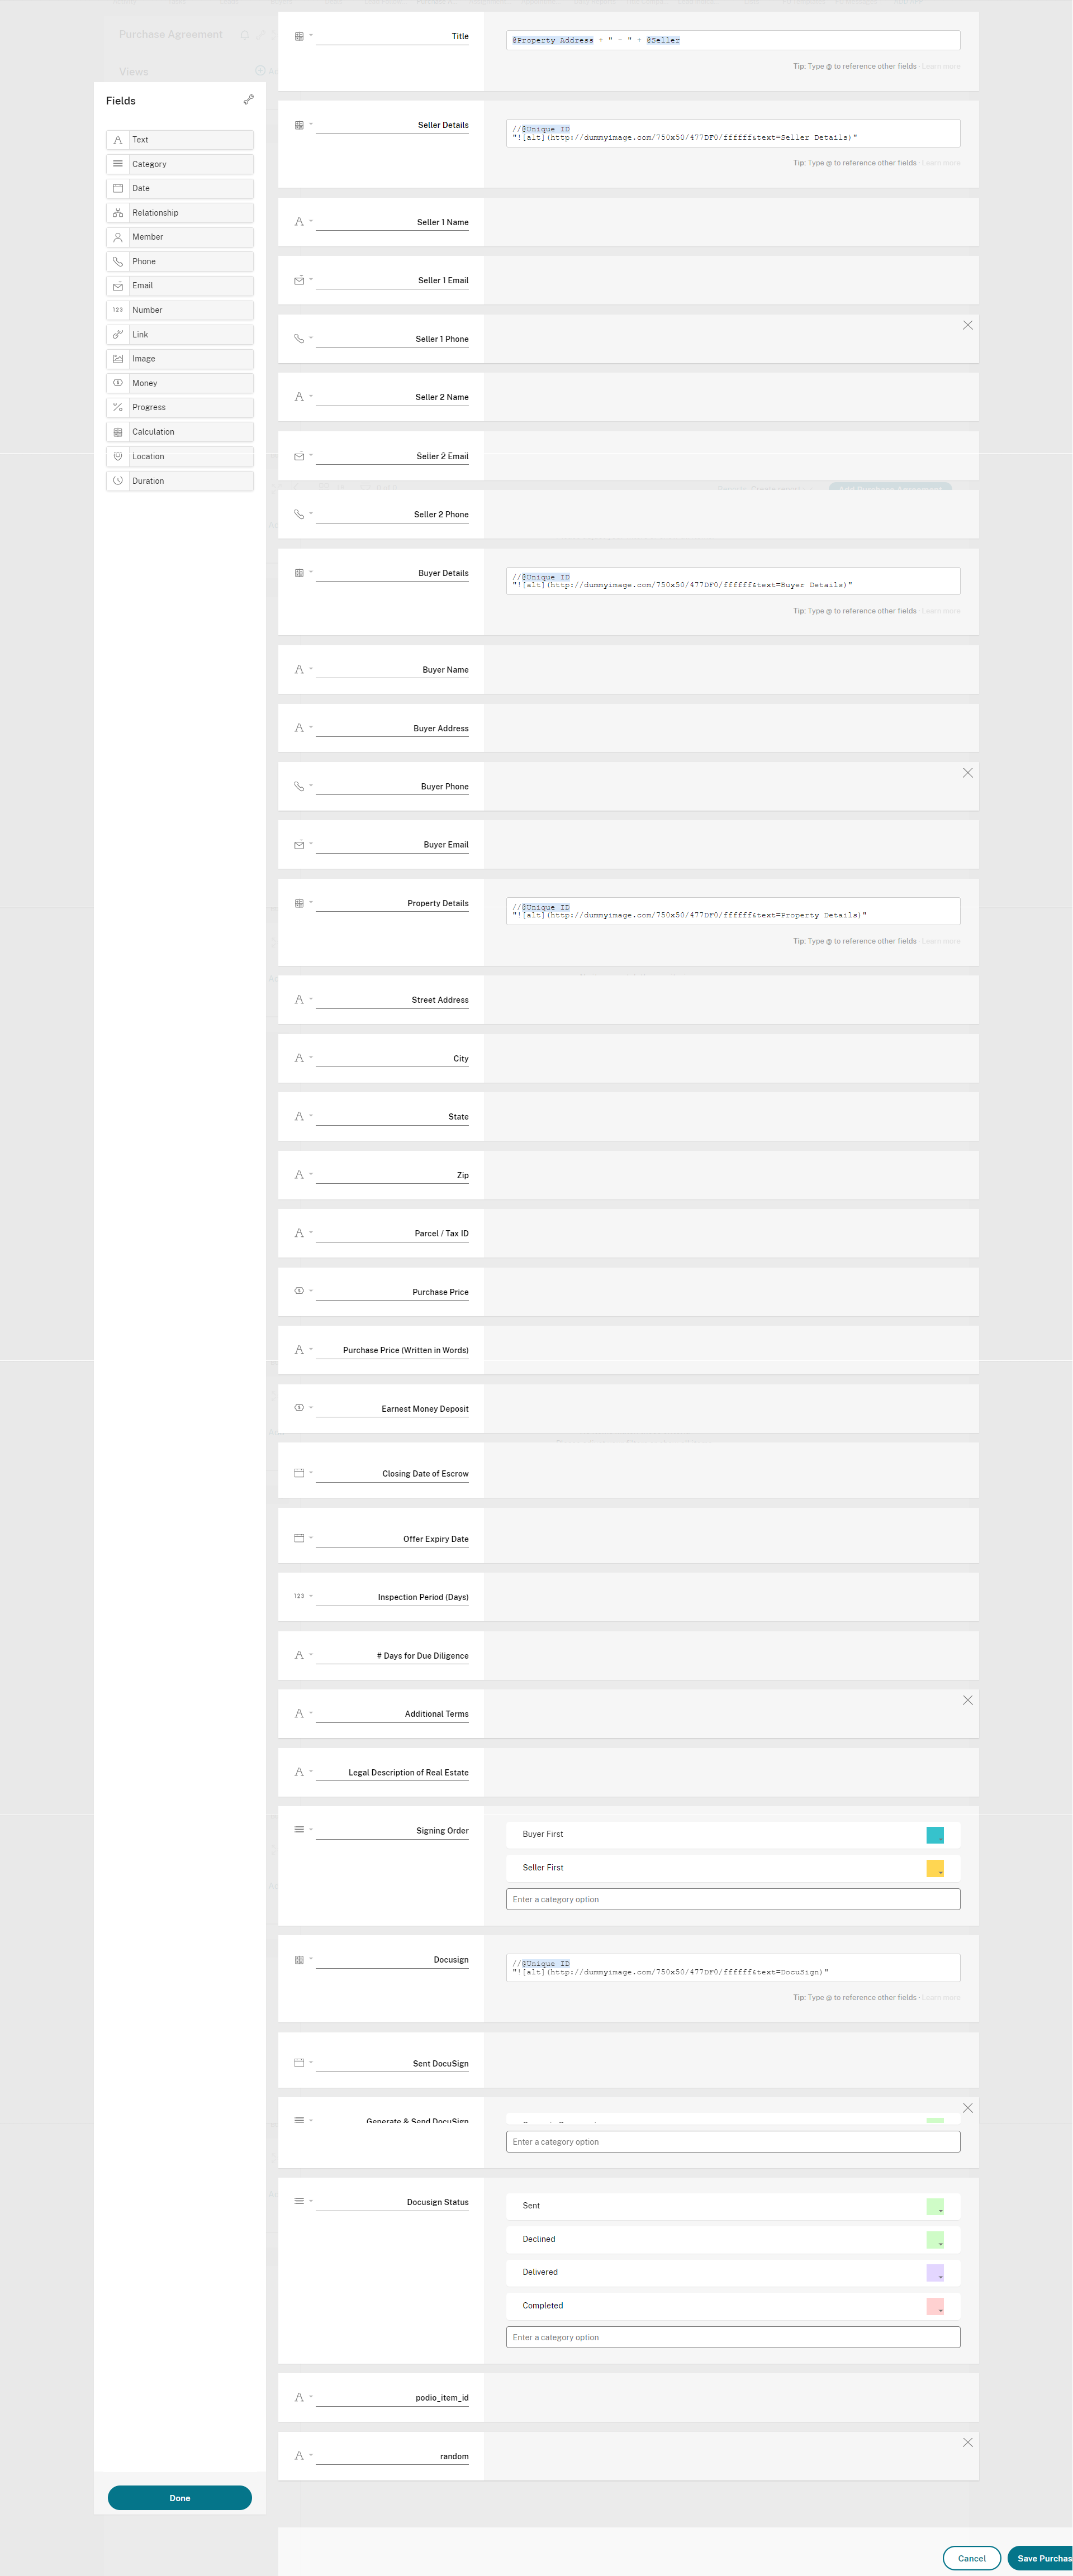 Purchase Agreement
Views
Fields
Text
Category
Date
Relationship
Member
Phone
Email
Number
Link
Image
Money
Progress
Calculation
Location
Duration
Done
Title
@Property Address + " - " + @Seller
Tip: Type @ to reference other fields · Learn more
Seller Details
//@Unique ID
"![alt](http://dummyimage.com/750x50/477DF0/ffffff&text=Seller Details)"
Tip: Type @ to reference other fields · Learn more
Seller 1 Name
Seller 1 Email
Seller 1 Phone
Seller 2 Name
Seller 2 Email
Seller 2 Phone
Buyer Details
//@Unique ID
"![alt](http://dummyimage.com/750x50/477DF0/ffffff&text=Buyer Details)"
Tip: Type @ to reference other fields · Learn more
Buyer Name
Buyer Address
Buyer Phone
Buyer Email
Property Details
//@Unique ID
"![alt](http://dummyimage.com/750x50/477DF0/ffffff&text=Property Details)"
Tip: Type @ to reference other fields · Learn more
Street Address
City
State
Zip
Parcel / Tax ID
Purchase Price
Purchase Price (Written in Words)
Earnest Money Deposit
Closing Date of Escrow
Offer Expiry Date
123 Inspection Period (Days)
# Days for Due Diligence
Additional Terms
Legal Description of Real Estate
Signing Order
Buyer First
Seller First
Enter a category option
Docusign
//@Unique ID
"![alt](http://dummyimage.com/750x50/477DF0/ffffff&text=DocuSign)"
Tip: Type @ to reference other fields · Learn more
Sent DocuSign
Generate & Send DocuSign
Enter a category option
Docusign Status
Sent
Declined
Delivered
Completed
Enter a category option
podio_item_id
random
Cancel
Save Purchas